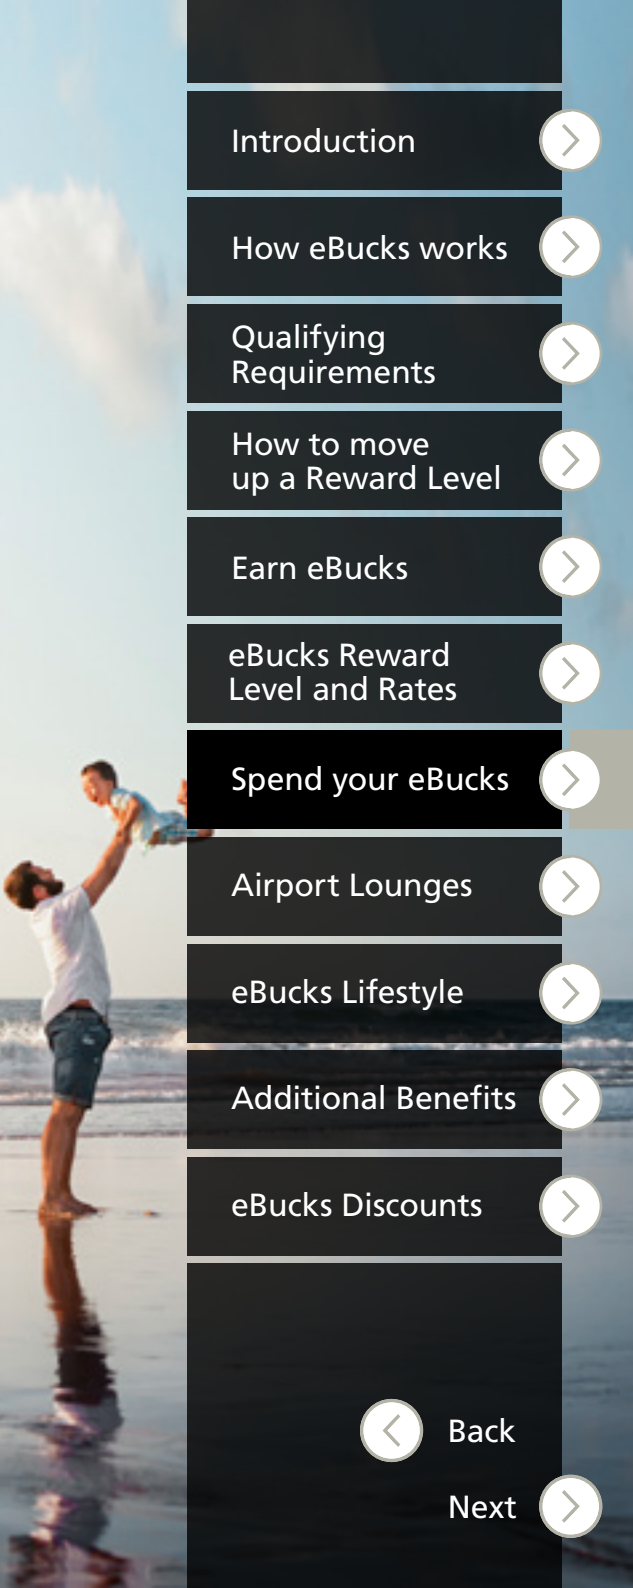 Introduction
How eBucks works
Qualifying
Requirements
How to move
up a Reward Level
Earn eBucks
eBucks Reward
Level and Rates
Spend your eBucks
Airport Lounges
eBucks Lifestyle
Additional Benefits
eBucks Discounts
Back
Next